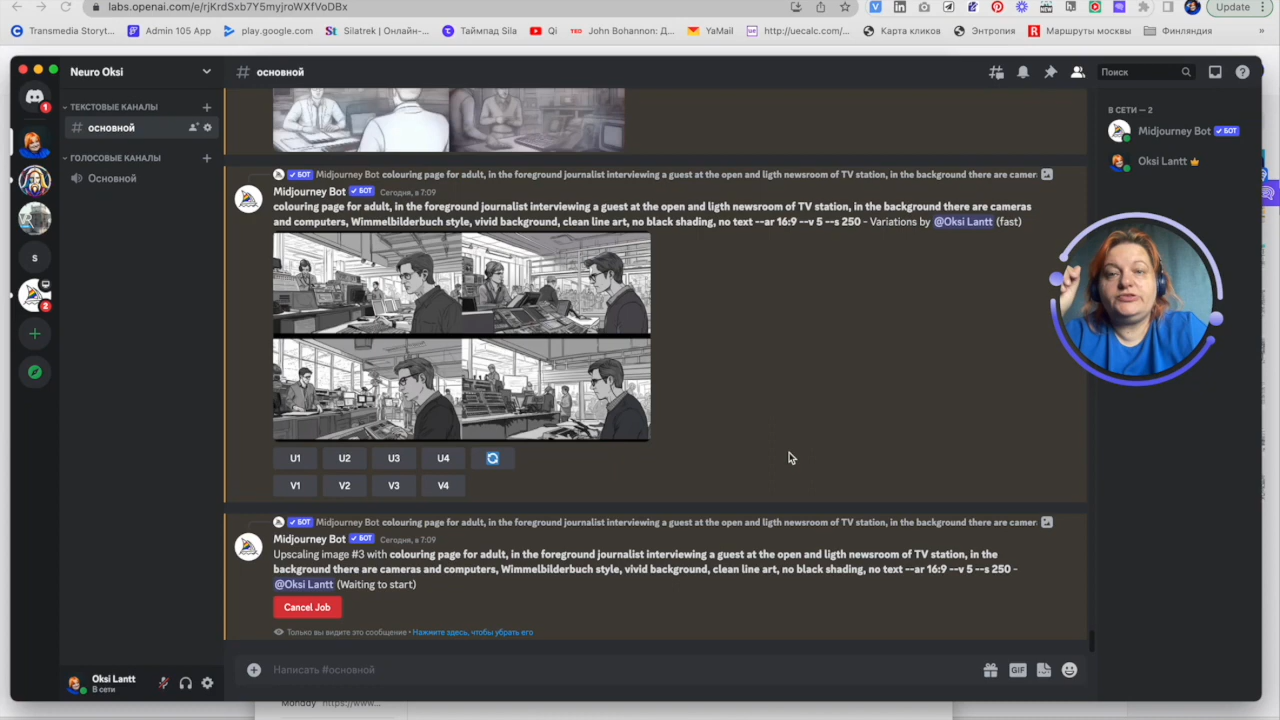 labs.openai.com/e/rjKrdSxb7Y5myjroWXfVoDBx
Update
Transmedia Storyt...
Admin 105 App
play.google.com
Silatrek | Онлайн-...
Таймпад Sila
Qi
TED John Bohannon: Д...
YaMail
http://uecalc.com/...
Карта кликов
Энтропия
Маршруты москвы
Финляндия
»
Neuro Oksi
# основной
Поиск
ТЕКСТОВЫЕ КАНАЛЫ
# основной
ГОЛОСОВЫЕ КАНАЛЫ
Основной
1
S
2
В СЕТИ — 2
Midjourney Bot БОТ
Oksi Lantt
БОТ Midjourney Bot colouring page for adult, in the foreground journalist interviewing a guest at the open and ligth newsroom of TV station, in the background there are camer
Midjourney Bot БОТ Сегодня, в 7:09
colouring page for adult, in the foreground journalist interviewing a guest at the open and ligth newsroom of TV station, in the background there are cameras
and computers, Wimmelbilderbuch style, vivid background, clean line art, no black shading, no text --ar 16:9 --v 5 --s 250 - Variations by @Oksi Lantt (fast)
U1 U2 U3 U4
V1 V2 V3 V4
БОТ Midjourney Bot colouring page for adult, in the foreground journalist interviewing a guest at the open and ligth newsroom of TV station, in the background there are camer
Midjourney Bot БОТ Сегодня, в 7:09
Upscaling image #3 with colouring page for adult, in the foreground journalist interviewing a guest at the open and ligth newsroom of TV station, in the
background there are cameras and computers, Wimmelbilderbuch style, vivid background, clean line art, no black shading, no text --ar 16:9 --v 5 --s 250 -
@Oksi Lantt (Waiting to start)
Cancel Job
Только вы видите это сообщение • Нажмите здесь, чтобы убрать его
Написать #основной
GIF
Oksi Lantt
В сети
Monday https://www...